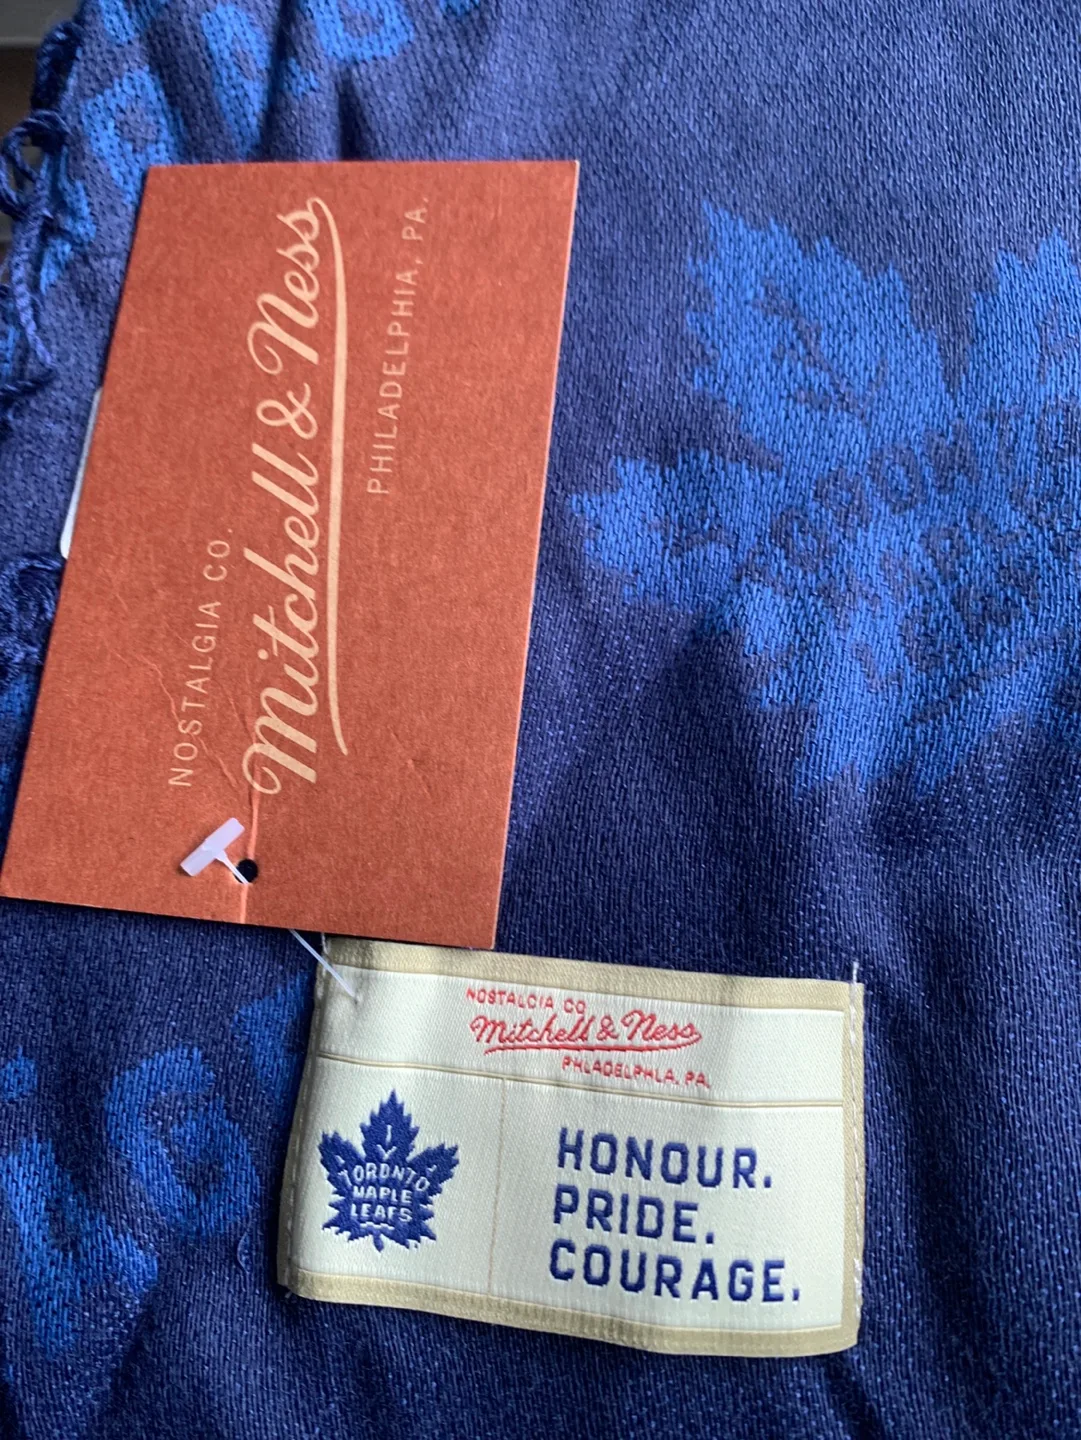 NOSTALGIA CO.
Mitchell & Ness
PHILADELPHIA, PA.
NOSTALGIA CO.
Mitchell & Ness
PHILADELPHIA, PA.
TORONTO
MAPLE
LEAFS
HONOUR.
PRIDE.
COURAGE.